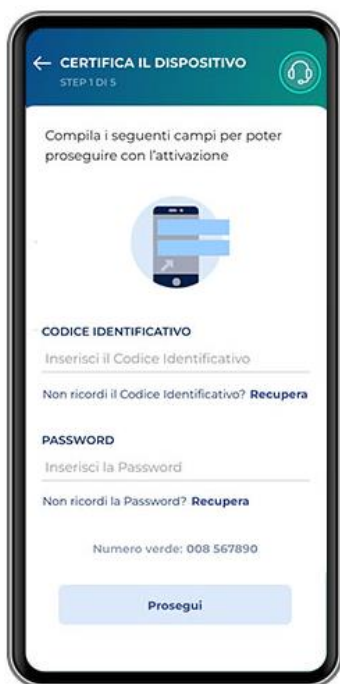 CERTIFICA IL DISPOSITIVO
STEP 1 DI 5
Compila i seguenti campi per poter
proseguire con l'attivazione
CODICE IDENTIFICATIVO
Inserisci il Codice Identificativo
Non ricordi il Codice Identificativo? Recupera
PASSWORD
Inserisci la Password
Non ricordi la Password? Recupera
Numero verde: 008 567890
Prosegui